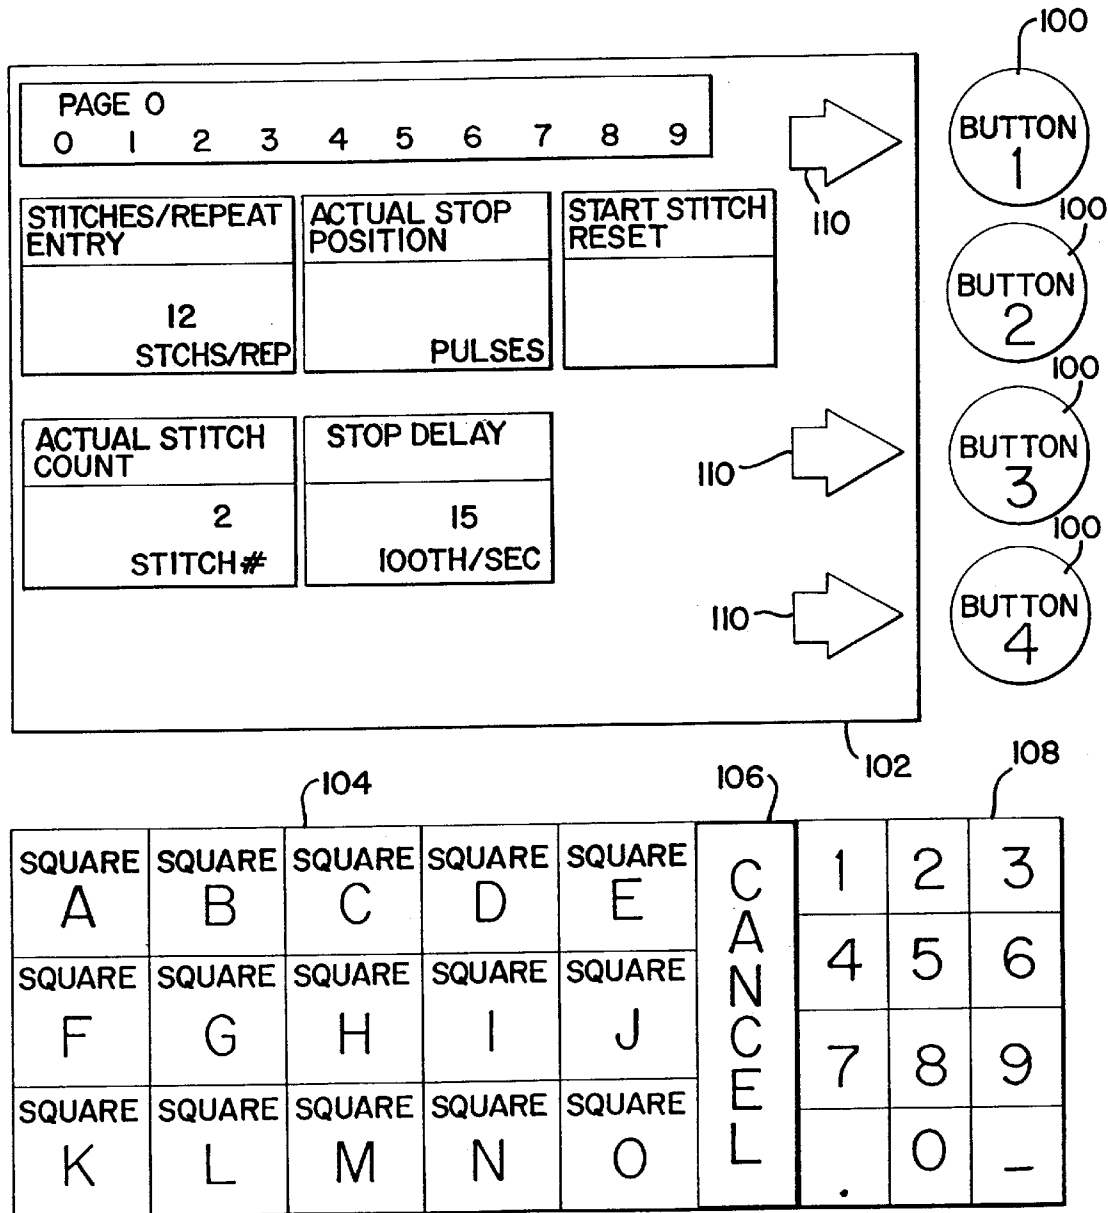 100
PAGE 0
0 1 2 3 4 5 6 7 8 9
110
BUTTON
1
STITCHES/REPEAT
ENTRY
12
STCHS/REP
ACTUAL STOP
POSITION
PULSES
START STITCH
RESET
100
BUTTON
2
ACTUAL STITCH
COUNT
2
STITCH#
STOP DELAY
15
100TH/SEC
110
100
BUTTON
3
110
100
BUTTON
4
102
104
106
108
SQUARE SQUARE SQUARE SQUARE SQUARE
A B C D E
SQUARE SQUARE SQUARE SQUARE SQUARE
F G H I J
SQUARE SQUARE SQUARE SQUARE SQUARE
K L M N O
CANCEL
1 2 3
4 5 6
7 8 9
. 0 _